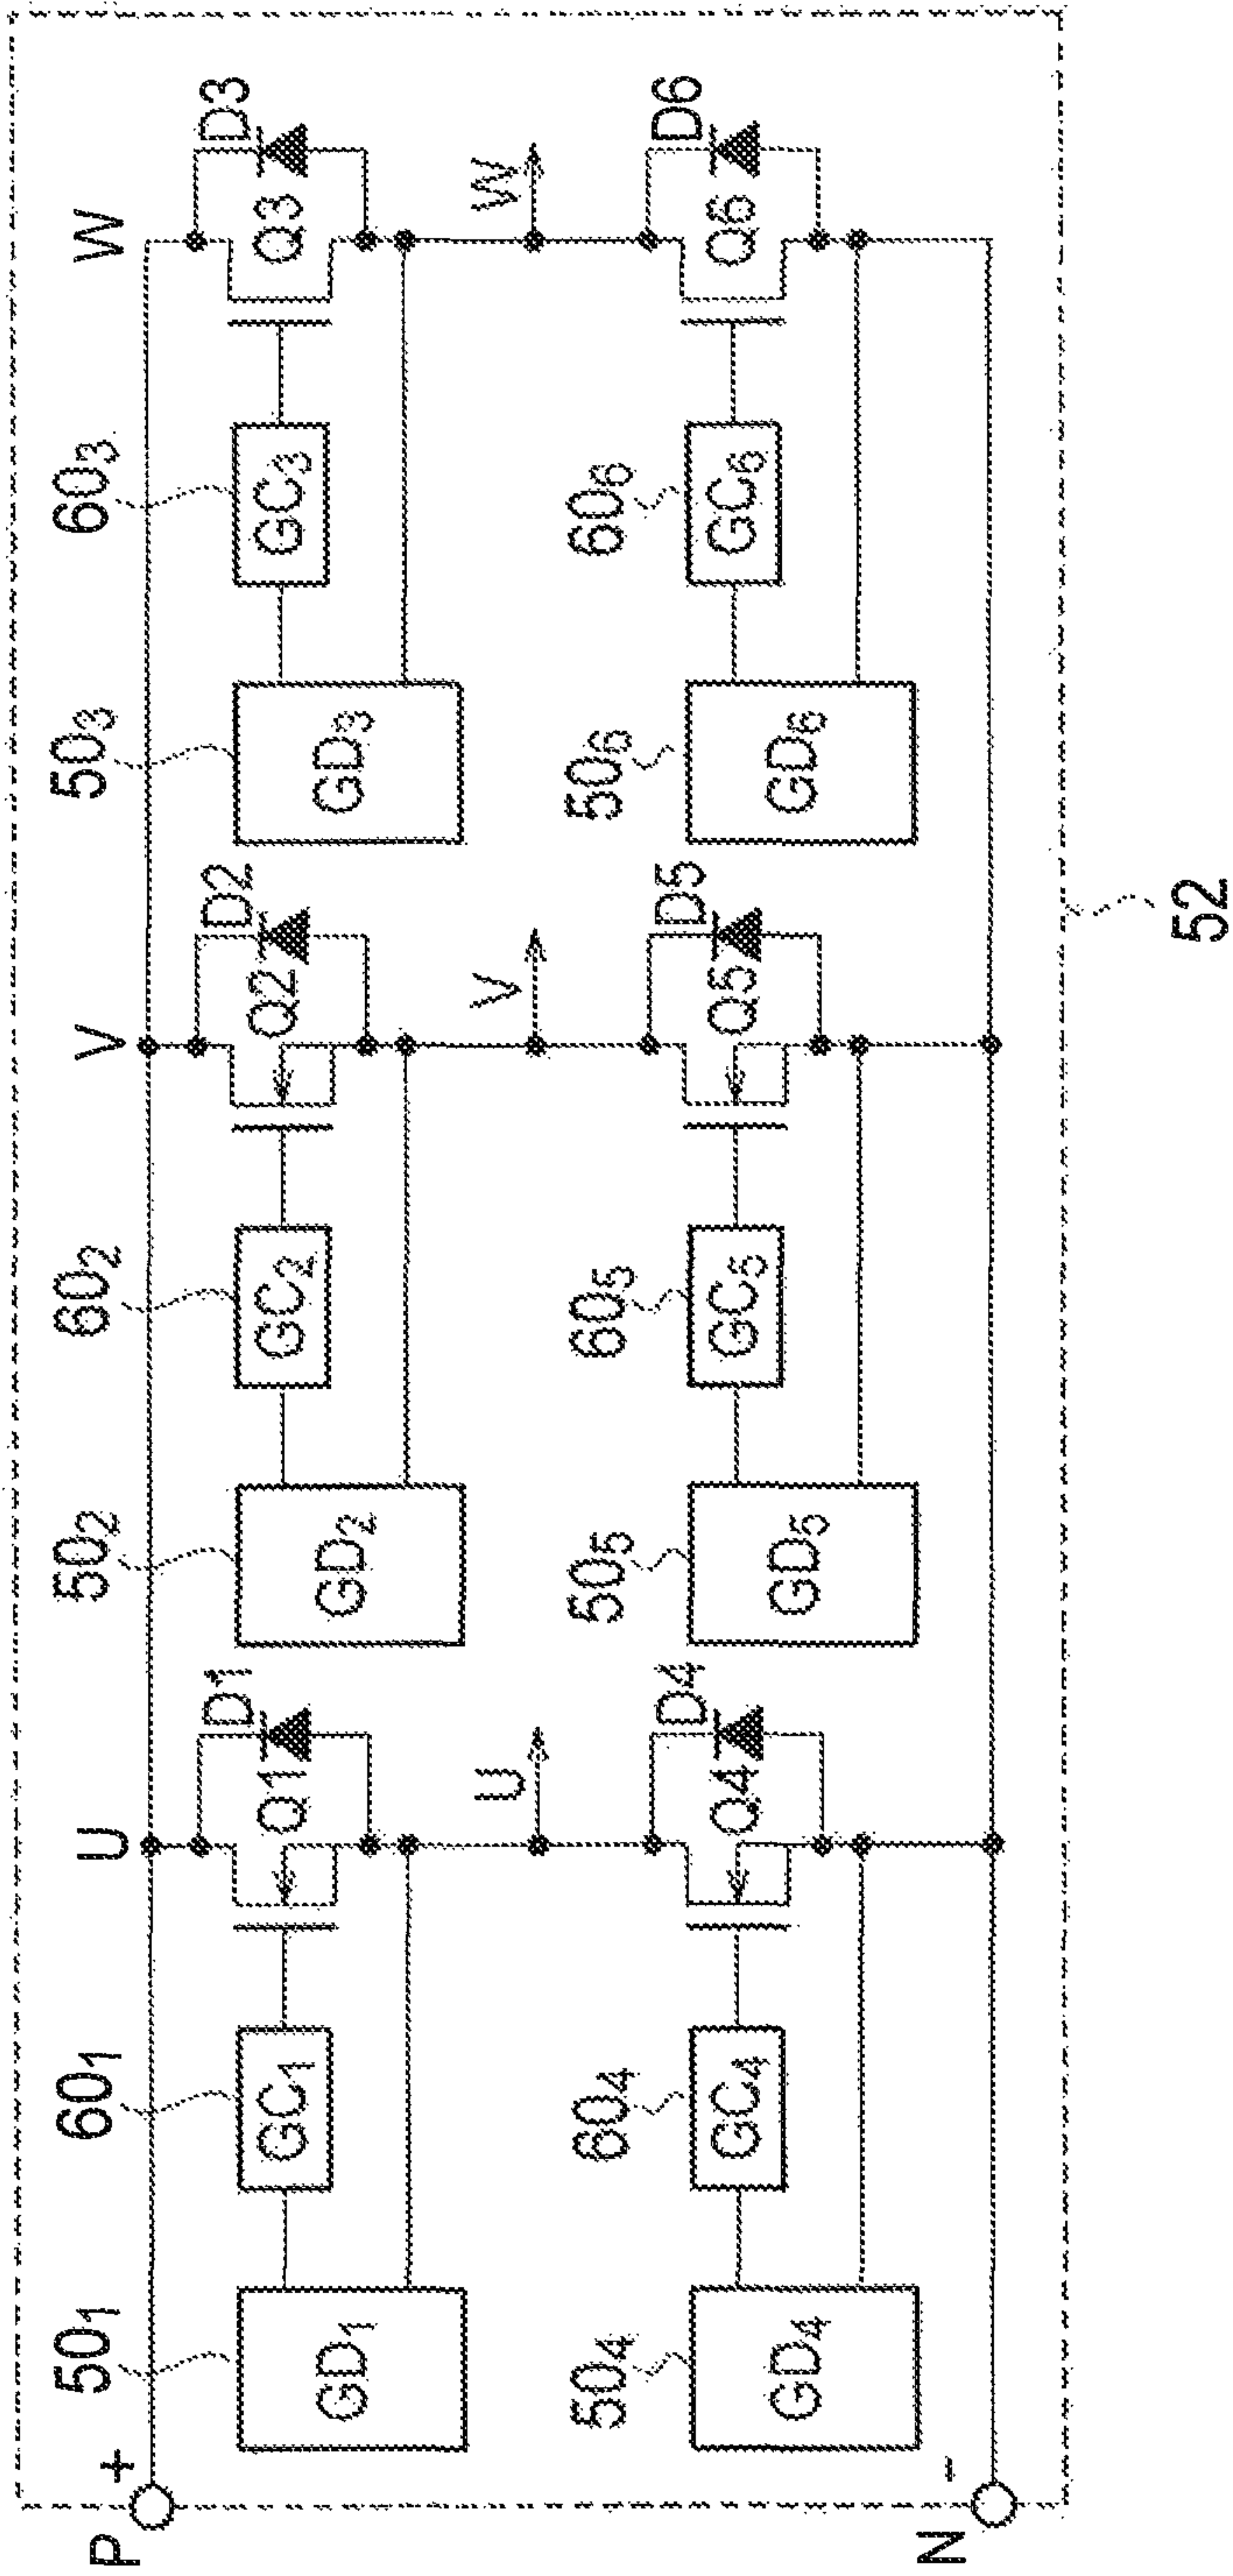 P + U V W
50₁ 60₁ D1 50₂ 60₂ D2 50₃ 60₃ D3
GD₁ GC₁ Q1 GD₂ GC₂ Q2 GD₃ GC₃ Q3
U V W
50₄ 60₄ D4 50₅ 60₅ D5 50₆ 60₆ D6
GD₄ GC₄ Q4 GD₅ GC₅ Q5 GD₆ GC₆ Q6
N -
52